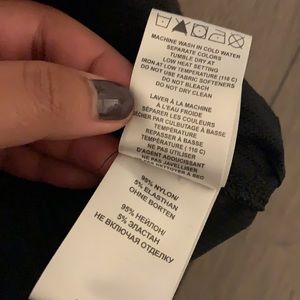 MACHINE WASH IN COLD WATER
SEPARATE COLORS
TUMBLE DRY AT
LOW HEAT SETTING
IRON AT LOW TEMPERATURE (110 C)
DO NOT USE FABRIC SOFTENERS
DO NOT BLEACH
DO NOT DRY CLEAN
LAVER À LA MACHINE
À L'EAU FROIDE
SÉPARER LES COULEURS
SÉCHER PAR CULBUTAGE À BASSE
TEMPÉRATURE
REPASSER À BASSE
TEMPÉRATURE (110 C)
NE PAS UTILISER
D'AGENT ADOUCISSANT
NE PAS JAVELLISER
95% NYLON/
5% ELASTHAN
OHNE BORTEN
95% НЕЙЛОН/
5% ЭЛАСТАН
НЕ ВКЛЮЧАЯ ОТДЕЛКУ